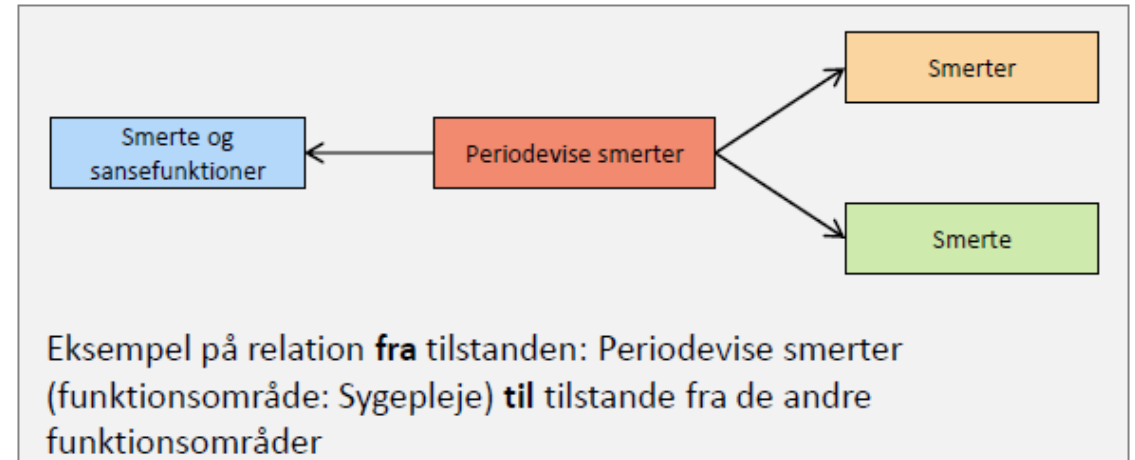 Smerter
Smerte og
sansefunktioner
Periodevise smerter
Smerte
Eksempel på relation fra tilstanden: Periodevise smerter
(funktionsområde: Sygepleje) til tilstande fra de andre
funktionsområder